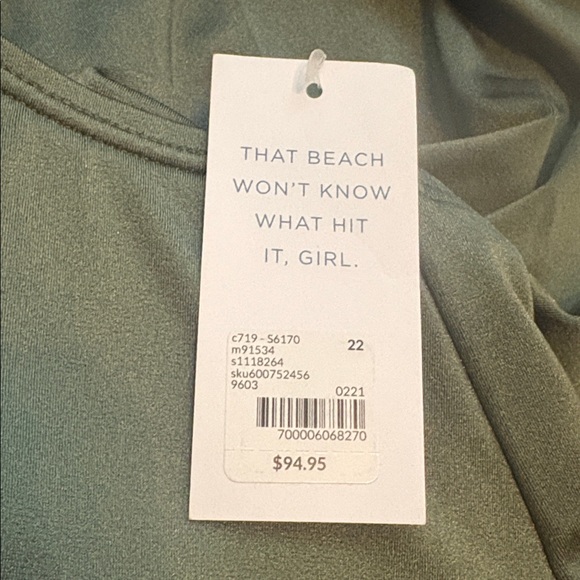 THAT BEACH
WON'T KNOW
WHAT HIT
IT, GIRL.
c719-S6170 22
m91534
s1118264
sku600752456
9603 0221
700006068270
$94.95